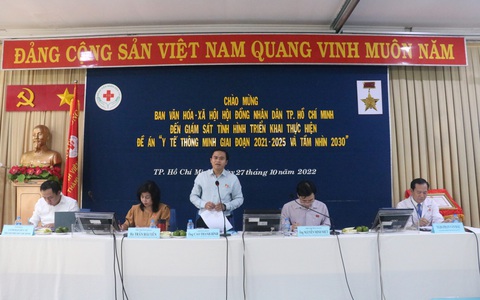 ĐẢNG CỘNG SẢN VIỆT NAM QUANG VINH MUÔN NĂM
CHÀO MỪNG
BAN VĂN HÓA-XÃ HỘI HỘI ĐỒNG NHÂN DÂN TP. HỒ CHÍ MINH
ĐẾN GIÁM SÁT TÌNH HÌNH TRIỂN KHAI THỰC HIỆN
ĐỀ ÁN "Y TẾ THÔNG MINH GIAI ĐOẠN 2021-2025 VÀ TẦM NHÌN 2030"
TP. Hồ Chí Mi ngày 27 tháng 10 năm 2022